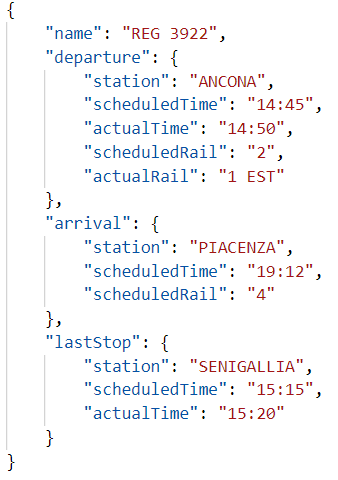 {
    "name": "REG 3922",
    "departure": {
        "station": "ANCONA",
        "scheduledTime": "14:45",
        "actualTime": "14:50",
        "scheduledRail": "2",
        "actualRail": "1 EST"
    },
    "arrival": {
        "station": "PIACENZA",
        "scheduledTime": "19:12",
        "scheduledRail": "4"
    },
    "lastStop": {
        "station": "SENIGALLIA",
        "scheduledTime": "15:15",
        "actualTime": "15:20"
    }
}